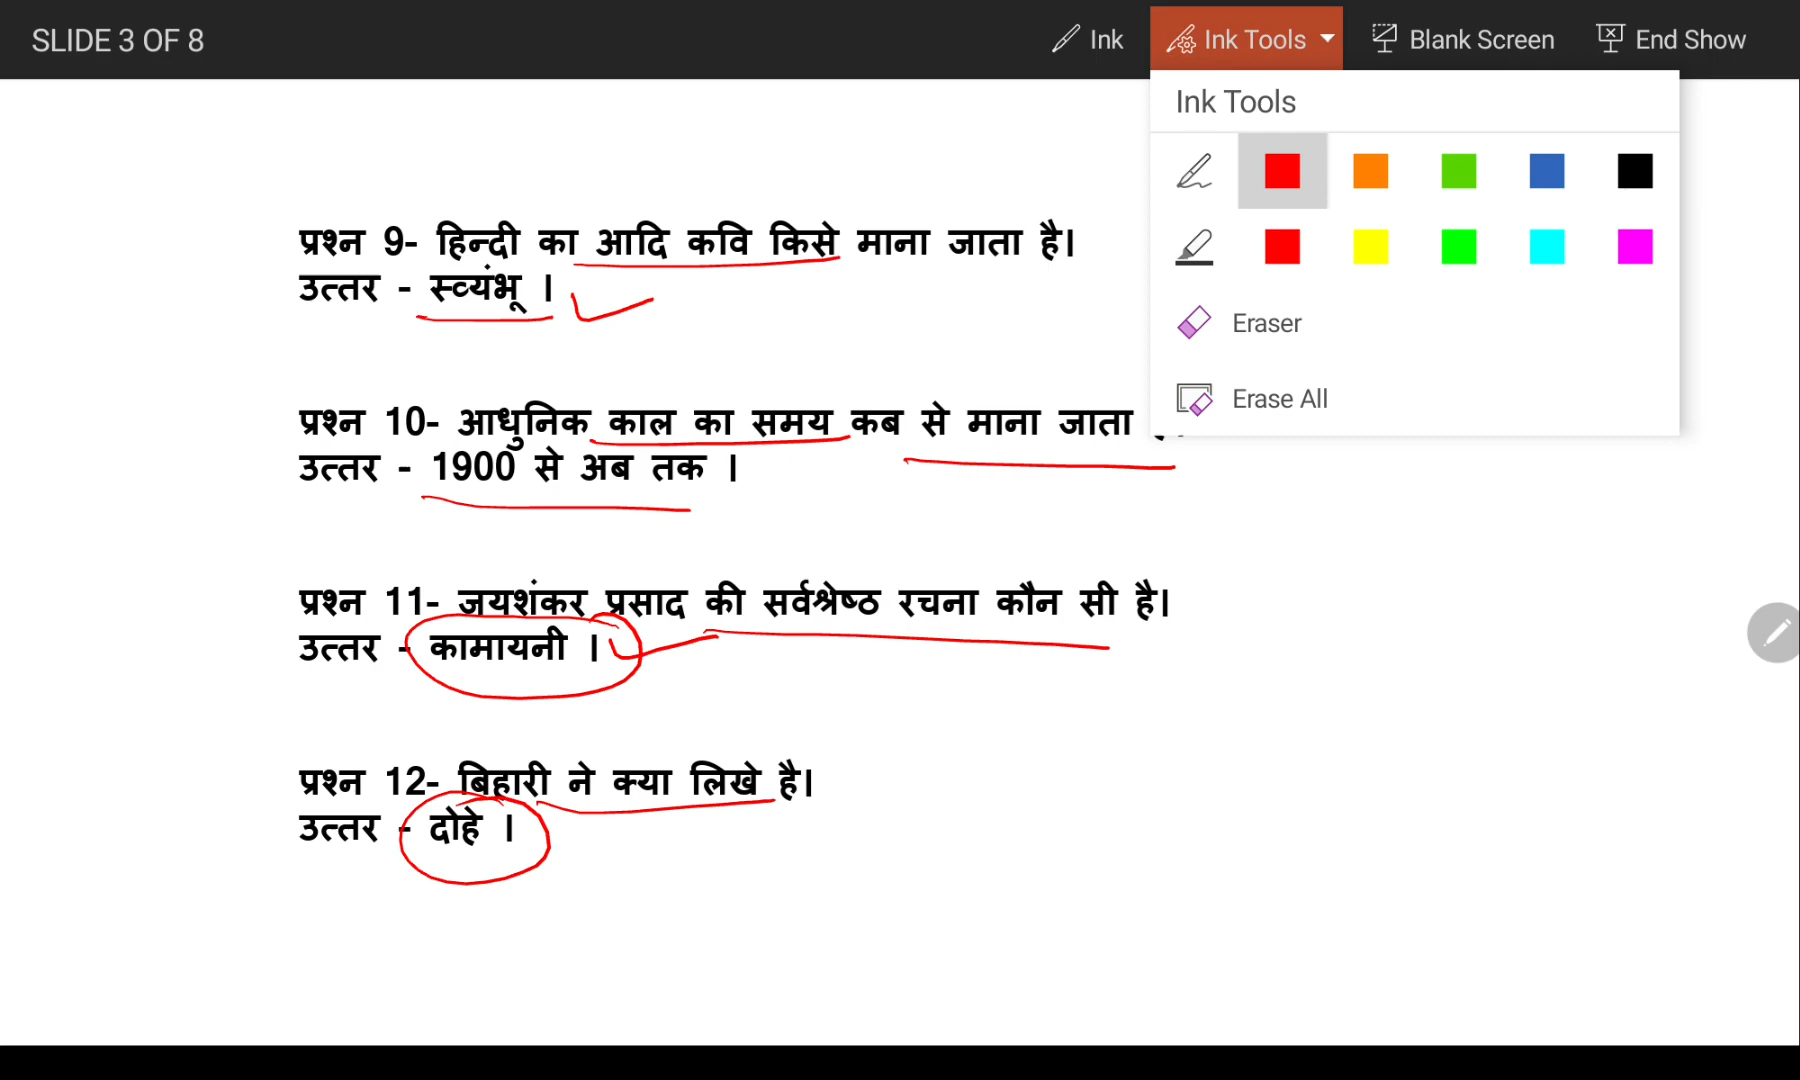 SLIDE 3 OF 8
Ink
Ink Tools
Blank Screen
End Show
Ink Tools
Eraser
Erase All
प्रश्न 9- हिन्दी का आदि कवि किसे माना जाता है।
उत्तर - स्व्यंभू ।
प्रश्न 10- आधुनिक काल का समय कब से माना जाता
उत्तर - 1900 से अब तक ।
प्रश्न 11- जयशंकर प्रसाद की सर्वश्रेष्ठ रचना कौन सी है।
उत्तर - कामायनी ।
प्रश्न 12- बिहारी ने क्या लिखे है।
उत्तर - दोहे ।